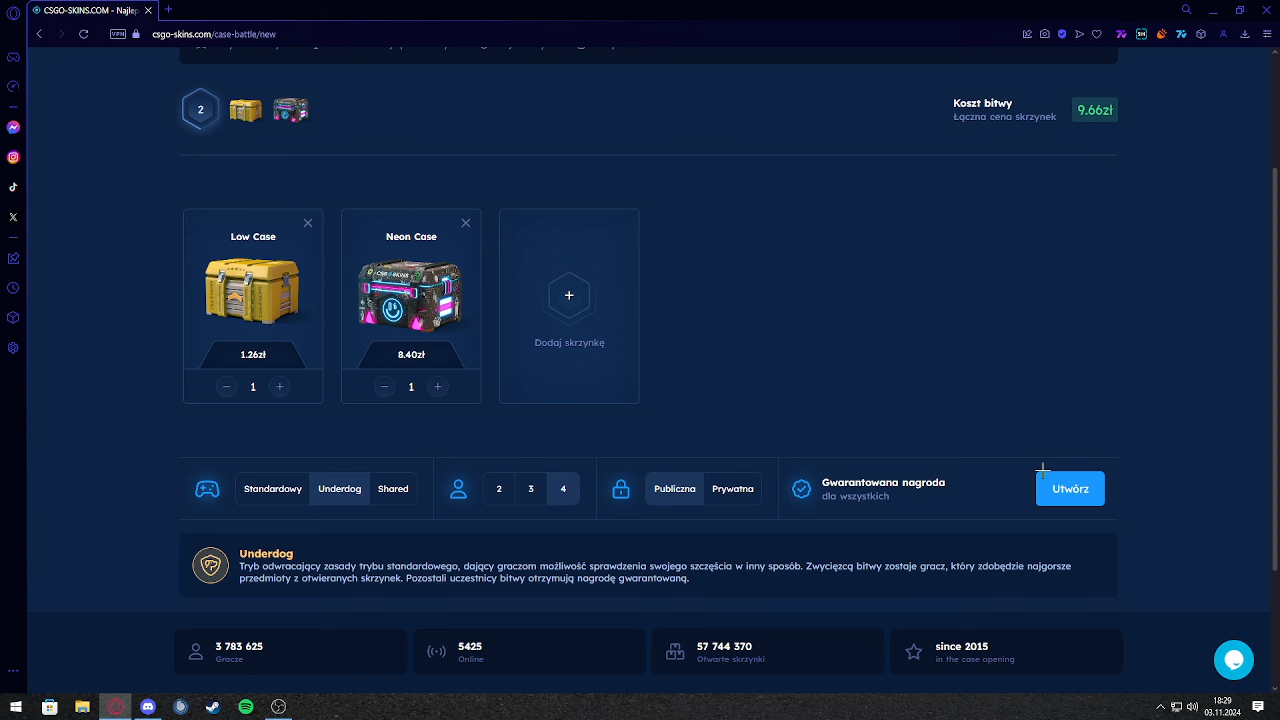 CSGO-SKINS.COM - Najlep
VPN
csgo-skins.com/case-battle/new
2
Koszt bitwy
Łączna cena skrzynek
9.66zł
Low Case
Neon Case
Dodaj skrzynkę
1.26zł
8.40zł
1
1
Standardowy
Underdog
Shared
2
3
4
Publiczna
Prywatna
Gwarantowana nagroda
dla wszystkich
Utwórz
Underdog
Tryb odwracający zasady trybu standardowego, dający graczom możliwość sprawdzenia swojego szczęścia w inny sposób. Zwycięzcą bitwy zostaje gracz, który zdobędzie najgorsze
przedmioty z otwieranych skrzynek. Pozostali uczestnicy bitwy otrzymują nagrodę gwarantowaną.
3 783 625
Gracze
5425
Online
57 744 370
Otwarte skrzynki
since 2015
in the case opening
18:29
03.11.2024